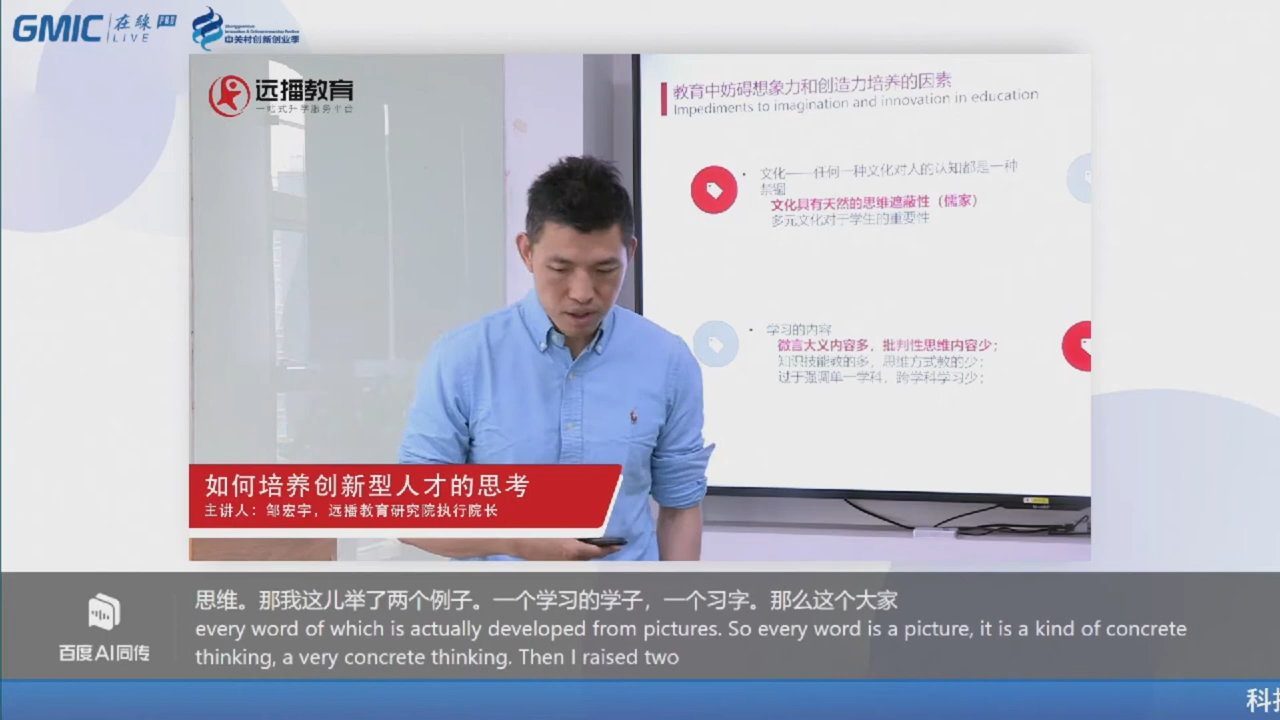 GMIC
在線
PRO
LIVE
中关村创新创业季
远播教育
一站式升学服务平台
教育中妨碍想象力和创造力培养的因素
Impediments to imagination and innovation in education
文化——任何一种文化对人的认知都是一种
禁锢
文化具有天然的思维遮蔽性（儒家）
多元文化对于学生的重要性
学习的内容
微言大义内容多，批判性思维内容少；
知识技能教的多，思维方式教的少；
过于强调单一学科，跨学科学习少；
如何培养创新型人才的思考
主讲人：邹宏宇，远播教育研究院执行院长
百度AI同传
思维。那我这儿举了两个例子。一个学习的学子，一个习字。那么这个大家
every word of which is actually developed from pictures. So every word is a picture, it is a kind of concrete
thinking, a very concrete thinking. Then I raised two